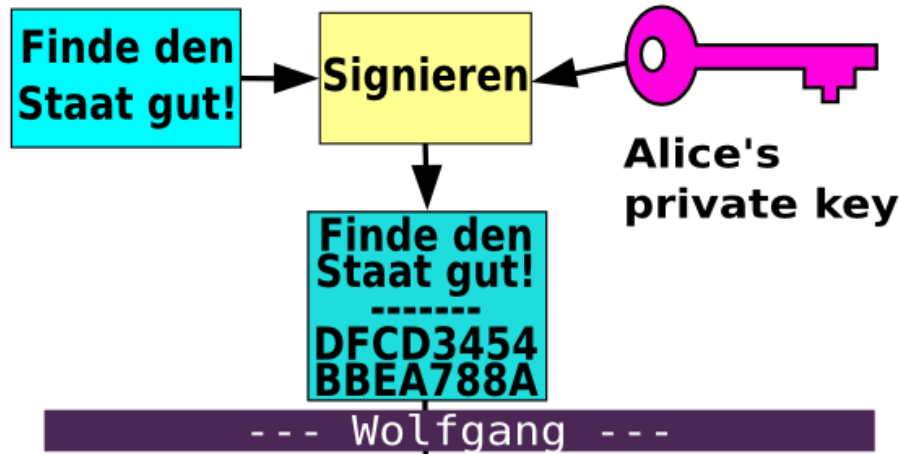 Finde den
Staat gut!
Signieren
Alice's
private key
Finde den
Staat gut!
-------
DFCD3454
BBEA788A
--- Wolfgang ---